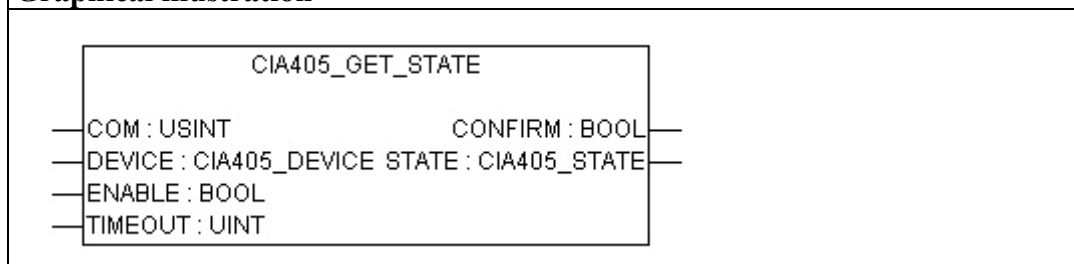 Graphical illustration
CIA405_GET_STATE
COM : USINT CONFIRM : BOOL
DEVICE : CIA405_DEVICE STATE : CIA405_STATE
ENABLE : BOOL
TIMEOUT : UINT